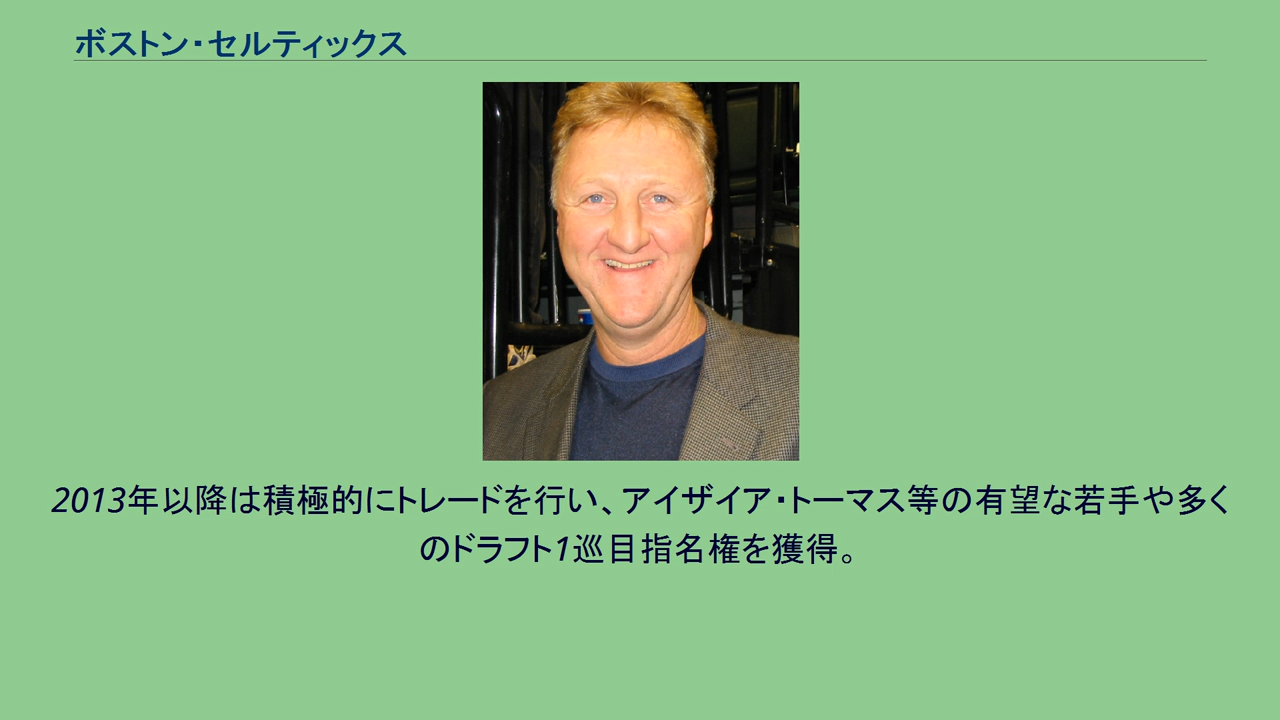 ボストン・セルティックス
2013年以降は積極的にトレードを行い、アイザイア・トーマス等の有望な若手や多く
のドラフト1巡目指名権を獲得。